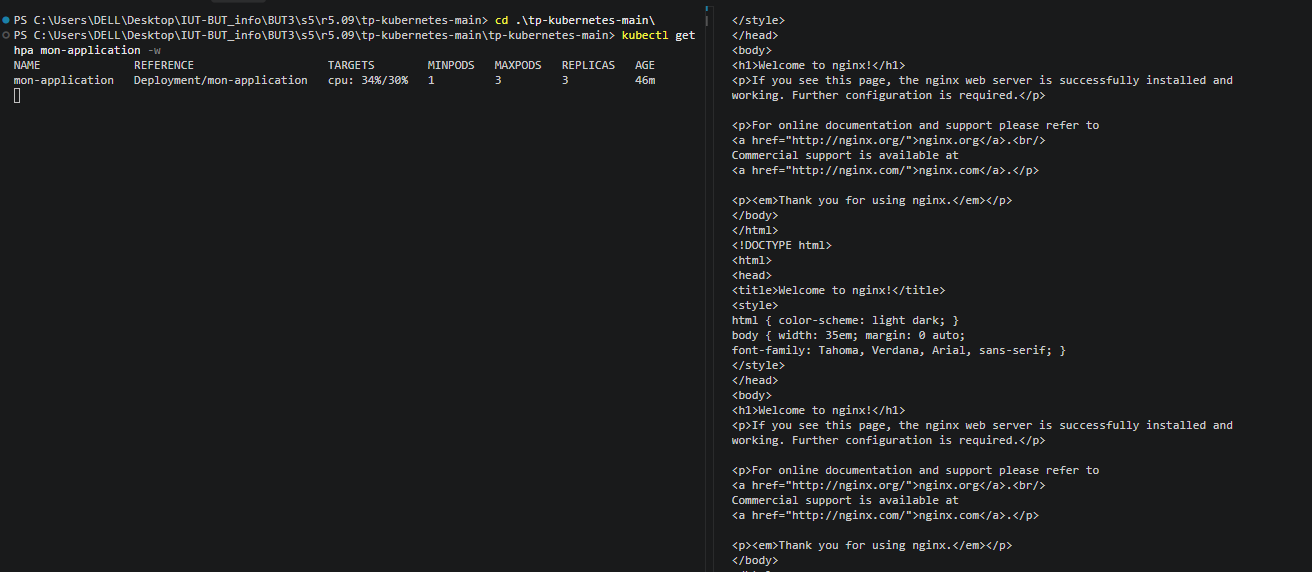 PS C:\Users\DELL\Desktop\IUT-BUT_info\BUT3\s5\r5.09\tp-kubernetes-main> cd .\tp-kubernetes-main\
PS C:\Users\DELL\Desktop\IUT-BUT_info\BUT3\s5\r5.09\tp-kubernetes-main\tp-kubernetes-main> kubectl get
hpa mon-application -w
NAME REFERENCE TARGETS MINPODS MAXPODS REPLICAS AGE
mon-application Deployment/mon-application cpu: 34%/30% 1 3 3 46m
</style>
</head>
<body>
<h1>Welcome to nginx!</h1>
<p>If you see this page, the nginx web server is successfully installed and
working. Further configuration is required.</p>
<p>For online documentation and support please refer to
<a href="http://nginx.org/">nginx.org</a>.<br/>
Commercial support is available at
<a href="http://nginx.com/">nginx.com</a>.</p>
<p><em>Thank you for using nginx.</em></p>
</body>
</html>
<!DOCTYPE html>
<html>
<head>
<title>Welcome to nginx!</title>
<style>
html { color-scheme: light dark; }
body { width: 35em; margin: 0 auto;
font-family: Tahoma, Verdana, Arial, sans-serif; }
</style>
</head>
<body>
<h1>Welcome to nginx!</h1>
<p>If you see this page, the nginx web server is successfully installed and
working. Further configuration is required.</p>
<p>For online documentation and support please refer to
<a href="http://nginx.org/">nginx.org</a>.<br/>
Commercial support is available at
<a href="http://nginx.com/">nginx.com</a>.</p>
<p><em>Thank you for using nginx.</em></p>
</body>